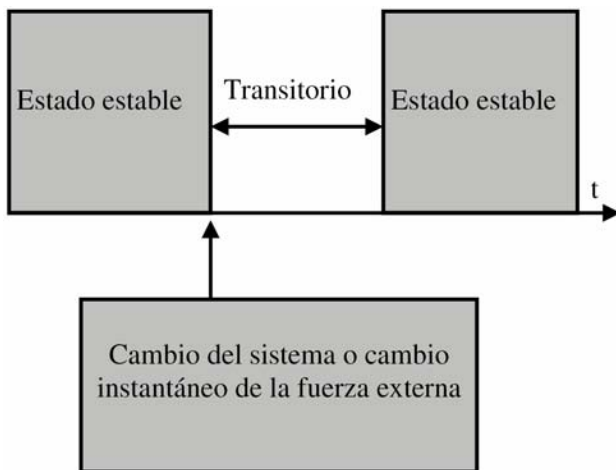 Estado estable
Transitorio
Estado estable
t
Cambio del sistema o cambio
instantáneo de la fuerza externa